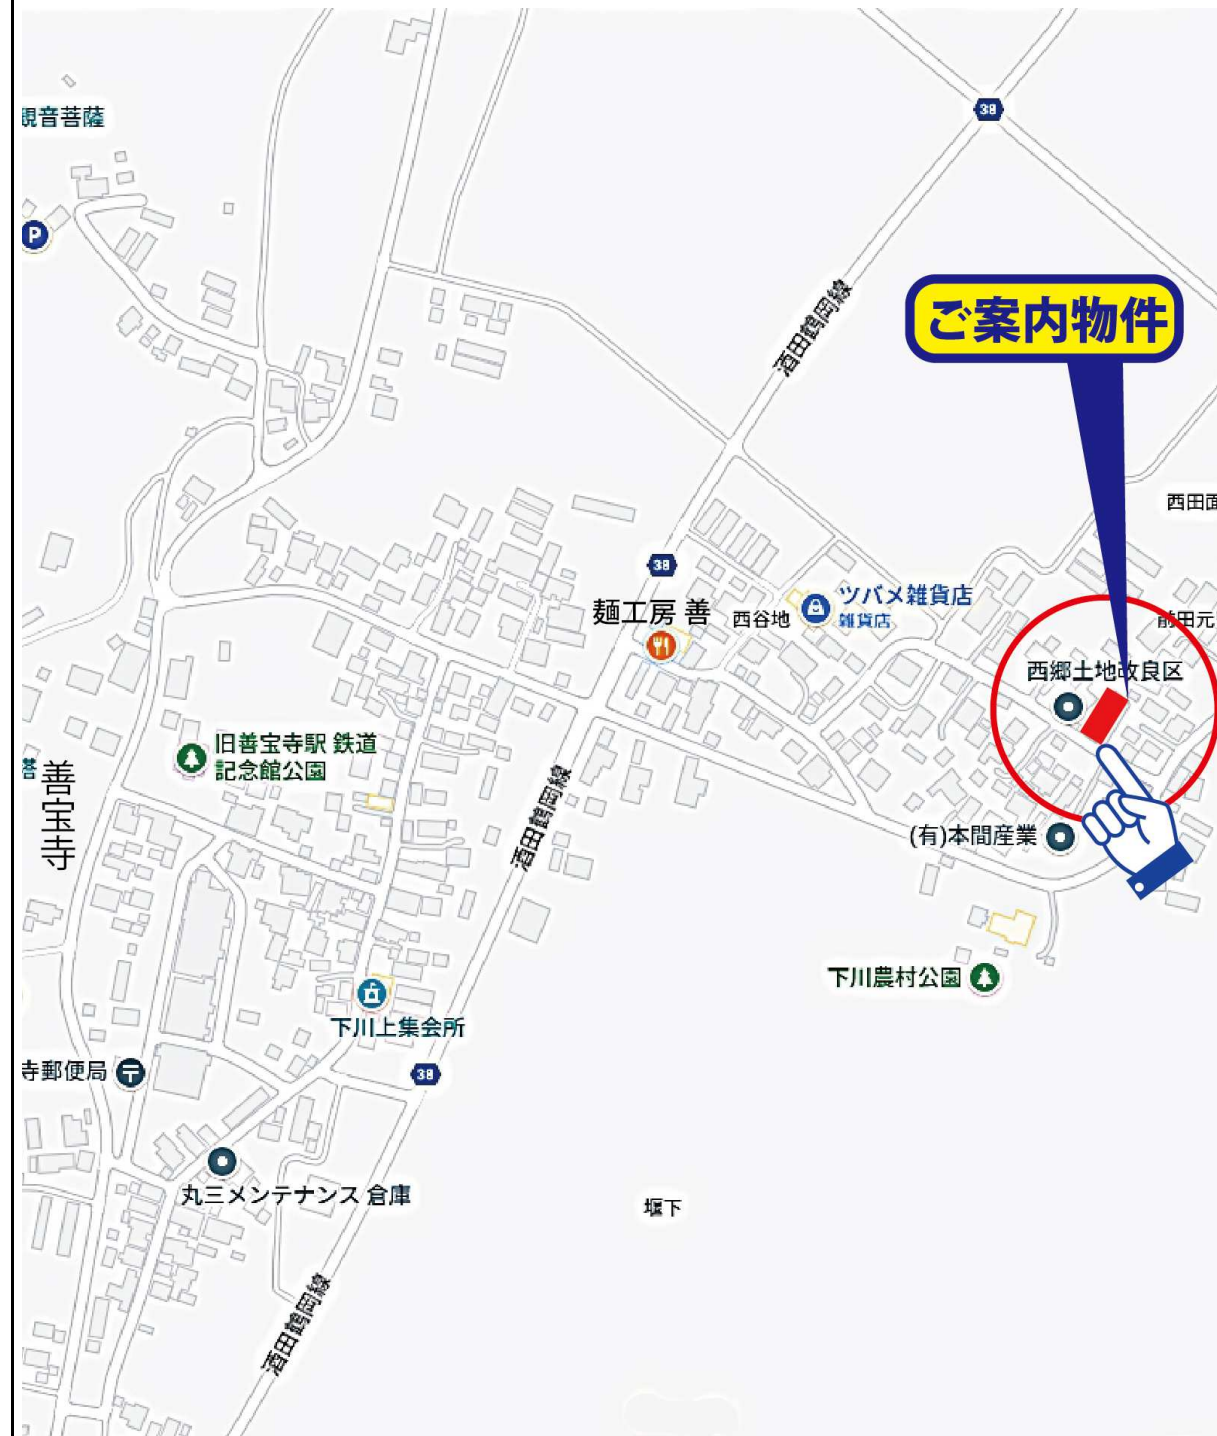 38
観音菩薩
P
ご案内物件
酒田鶴岡線
西田面
38
ツバメ雑貨店
雑貨店
麺工房 善
西谷地
前田元
西郷土地改良区
旧善宝寺駅 鉄道
記念館公園
善宝寺
塔
酒田鶴岡線
(有)本間産業
下川農村公園
下川上集会所
寺郵便局
38
丸三メンテナンス 倉庫
堰下
酒田鶴岡線